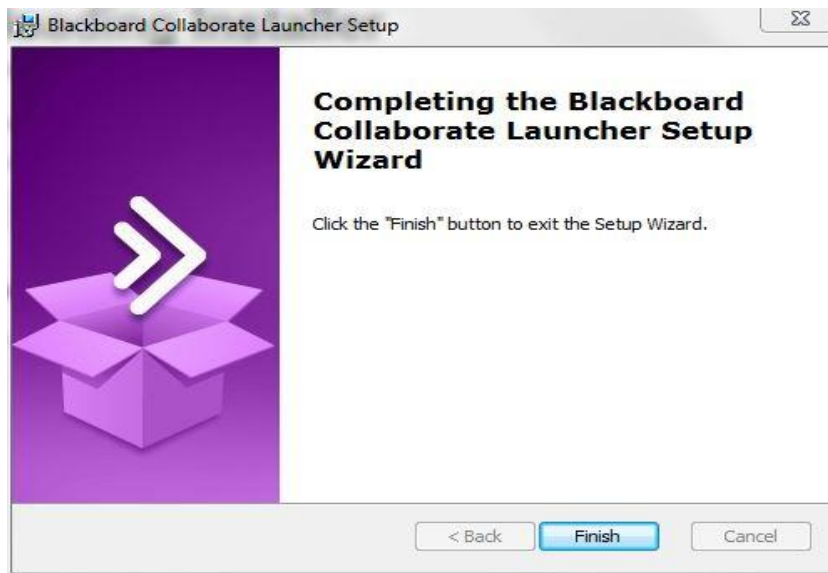 Blackboard Collaborate Launcher Setup
Completing the Blackboard
Collaborate Launcher Setup
Wizard
Click the "Finish" button to exit the Setup Wizard.
< Back
Finish
Cancel